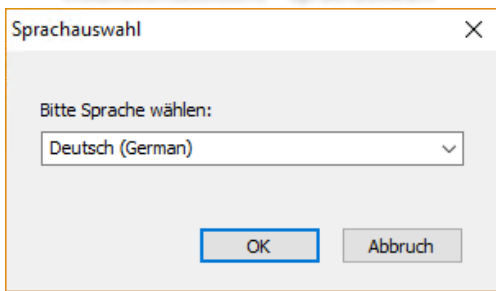 Sprachauswahl
Bitte Sprache wählen:
Deutsch (German)
OK
Abbruch